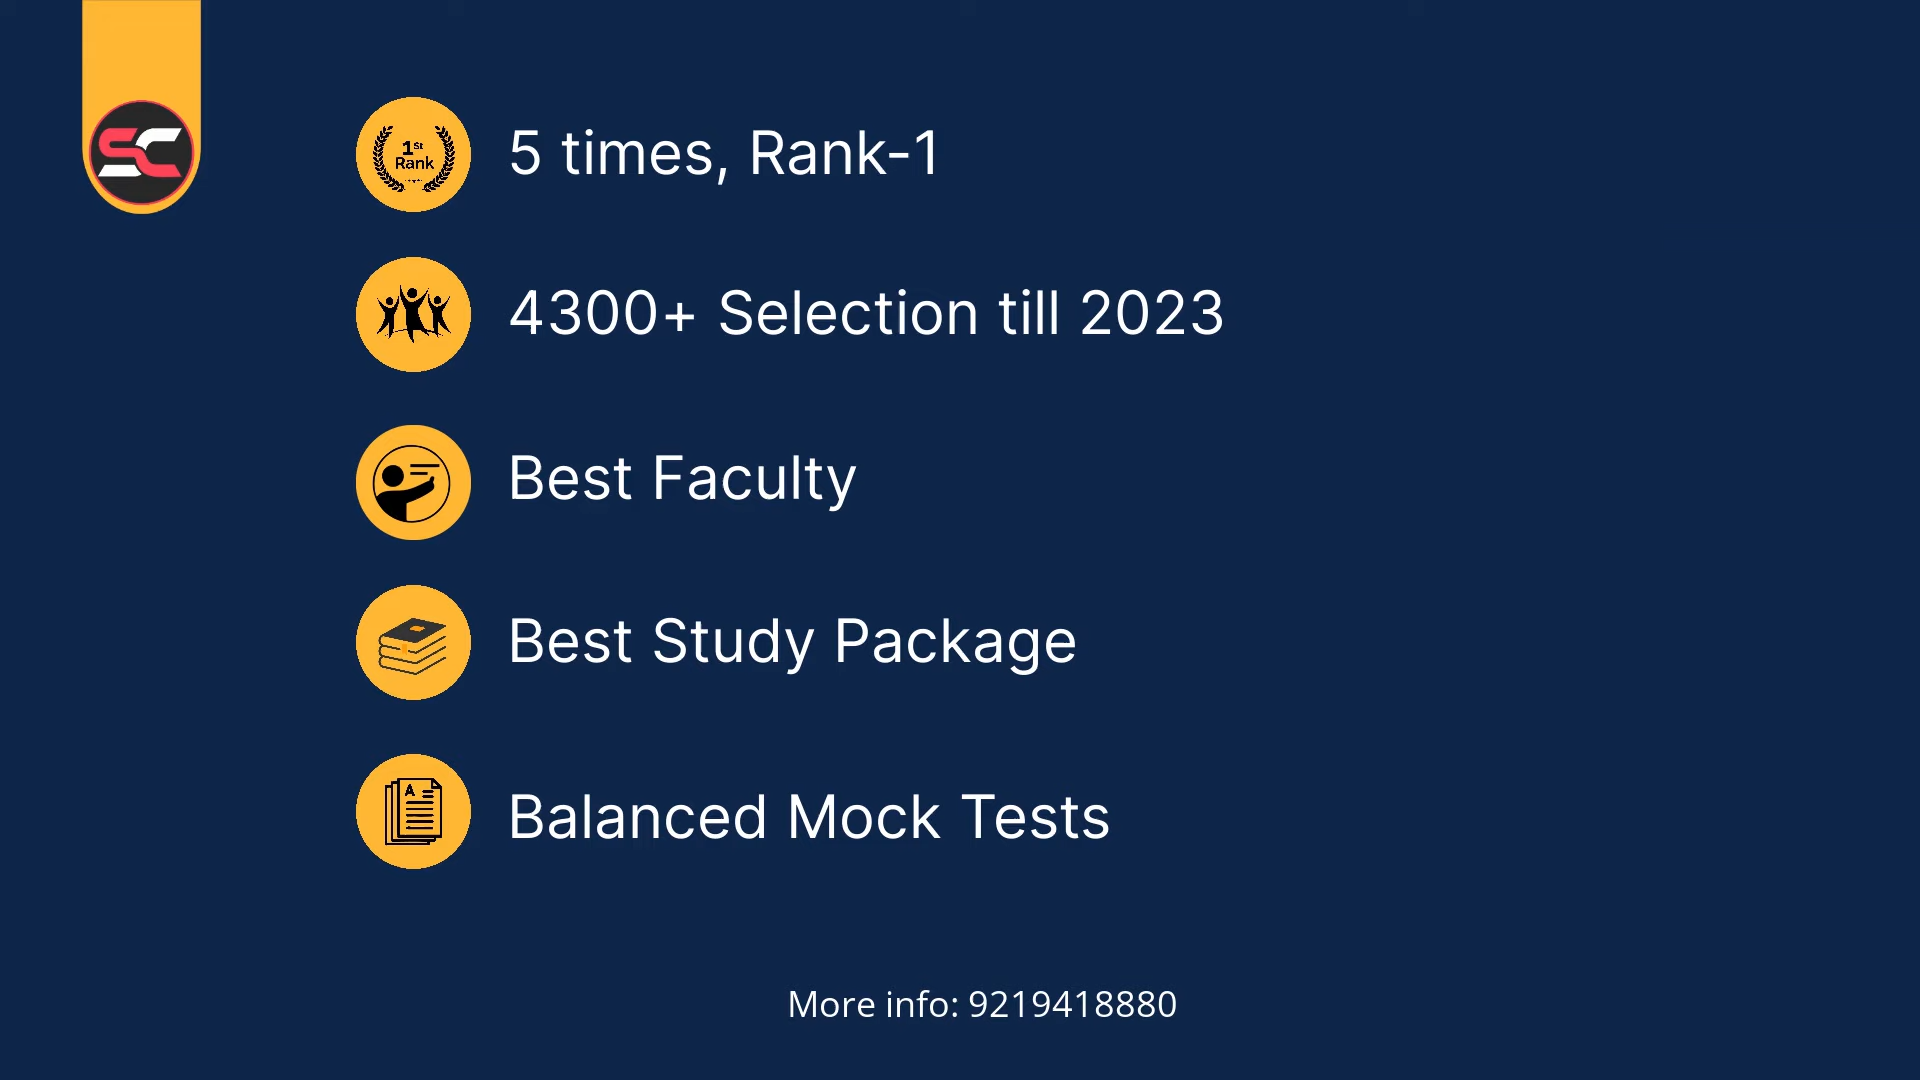 SC
1st
Rank
5 times, Rank-1
4300+ Selection till 2023
Best Faculty
Best Study Package
A
Balanced Mock Tests
More info: 9219418880